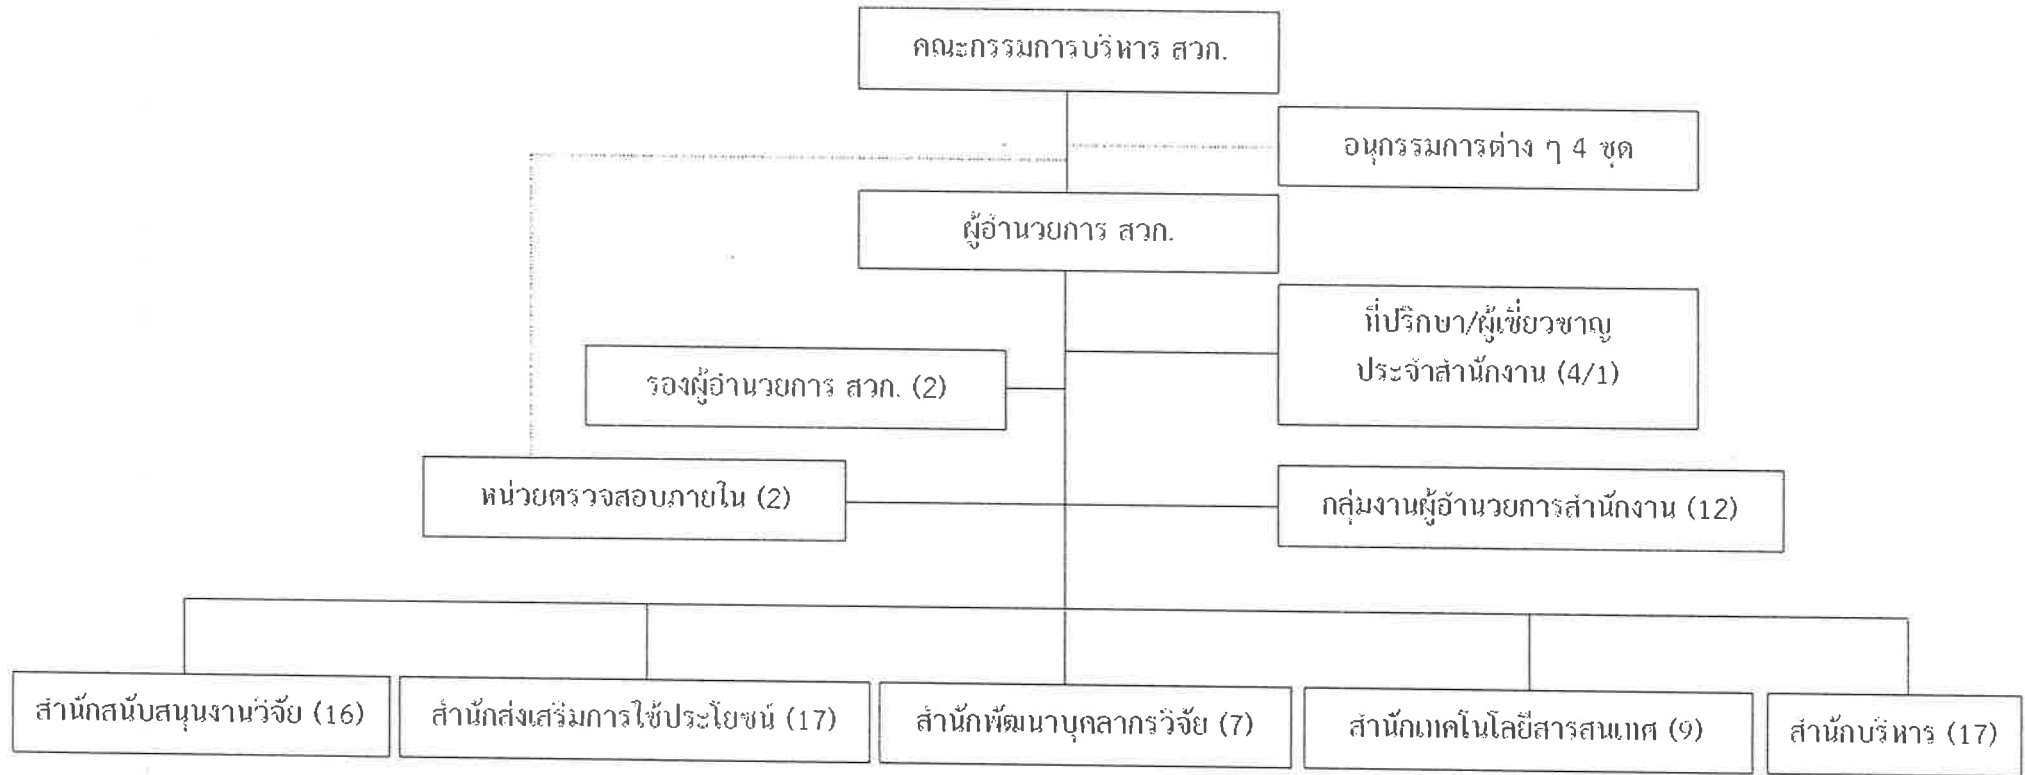 คณะกรรมการบริหาร สวก.
อนุกรรมการต่าง ๆ 4 ชุด
ผู้อำนวยการ สวก.
ที่ปรึกษา/ผู้เชี่ยวชาญ
ประจำสำนักงาน (4/1)
รองผู้อำนวยการ สวก. (2)
หน่วยตรวจสอบภายใน (2)
กลุ่มงานผู้อำนวยการสำนักงาน (12)
สำนักสนับสนุนงานวิจัย (16)
สำนักส่งเสริมการใช้ประโยชน์ (17)
สำนักพัฒนาบุคลากรวิจัย (7)
สำนักเทคโนโลยีสารสนเทศ (9)
สำนักบริหาร (17)